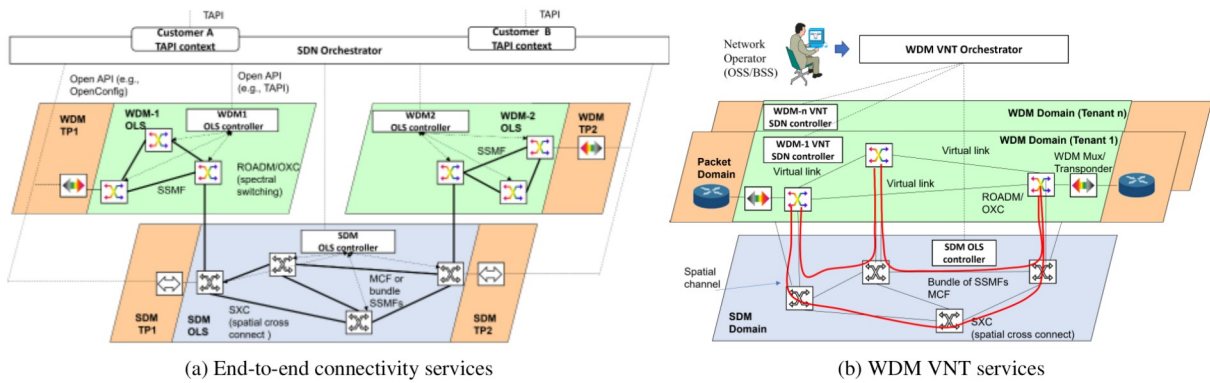 TAPI
TAPI
Customer A
TAPI context
SDN Orchestrator
Customer B
TAPI context
Open API (e.g.,
OpenConfig)
Open API
(e.g., TAPI)
WDM
TP1
WDM-1
OLS
WDM1
OLS controller
ROADM/OXC
(spectral
switching)
SSMF
WDM2
OLS controller
WDM-2
OLS
SSMF
WDM
TP2
SDM
OLS controller
MCF or
bundle
SSMFs
SXC
(spatial cross
connect )
SDM
TP1
SDM
OLS
SDM
TP2
(a) End-to-end connectivity services
Network
Operator
(OSS/BSS)
WDM VNT Orchestrator
WDM-n VNT
SDN controller
WDM Domain (Tenant n)
WDM-1 VNT
SDN controller
WDM Domain (Tenant 1)
Packet
Domain
Virtual link
Virtual link
Virtual link
WDM Mux/
Transponder
ROADM/
OXC
SDM OLS
controller
Spatial
channel
Bundle of SSMFs
MCF
SXC
(spatial cross connect)
SDM
Domain
(b) WDM VNT services